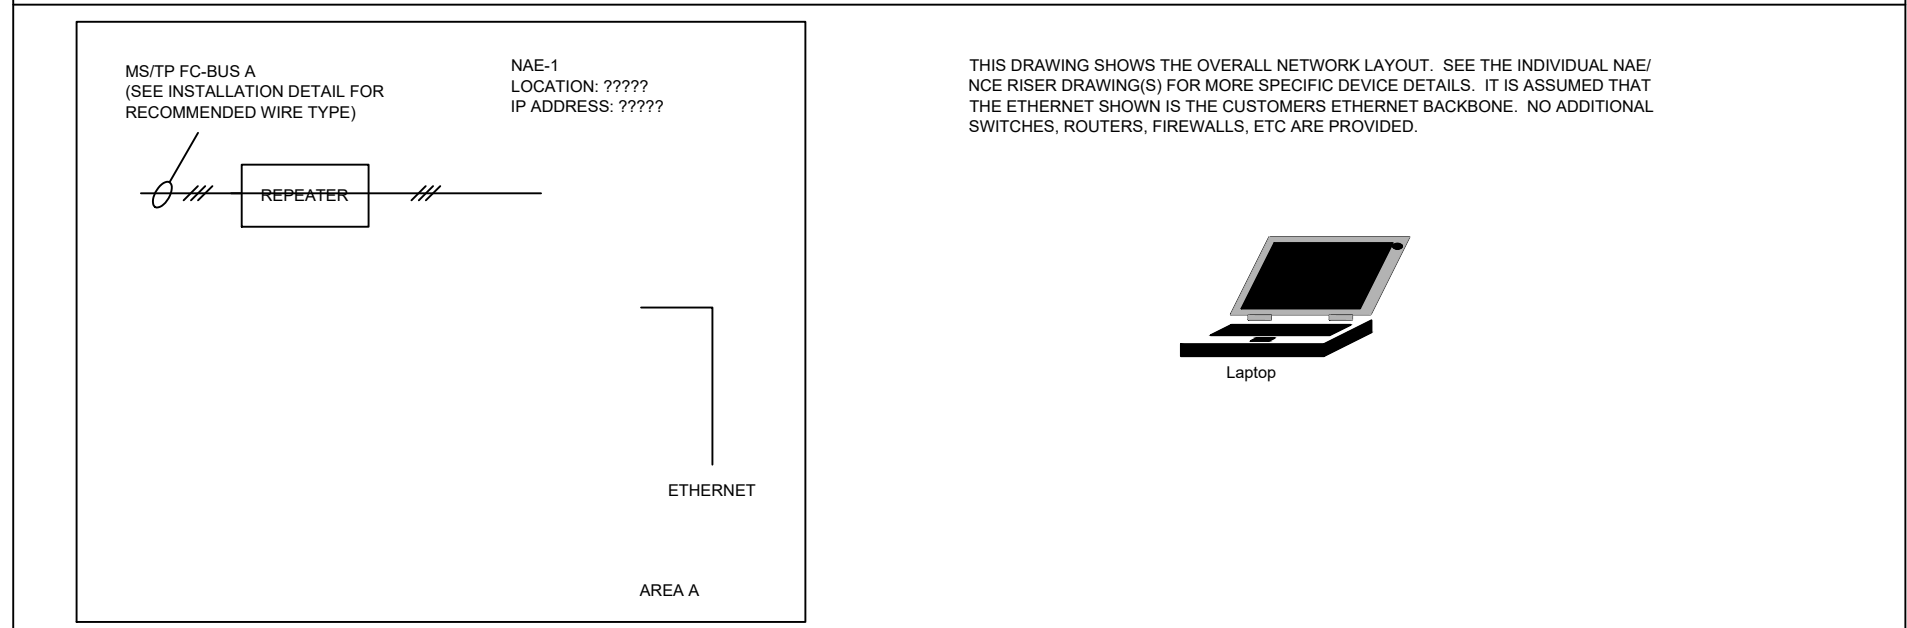 MS/TP FC-BUS A
(SEE INSTALLATION DETAIL FOR
RECOMMENDED WIRE TYPE)
NAE-1
LOCATION: ?????
IP ADDRESS: ?????
REPEATER
ETHERNET
AREA A
THIS DRAWING SHOWS THE OVERALL NETWORK LAYOUT. SEE THE INDIVIDUAL NAE/
NCE RISER DRAWING(S) FOR MORE SPECIFIC DEVICE DETAILS. IT IS ASSUMED THAT
THE ETHERNET SHOWN IS THE CUSTOMERS ETHERNET BACKBONE. NO ADDITIONAL
SWITCHES, ROUTERS, FIREWALLS, ETC ARE PROVIDED.
Laptop